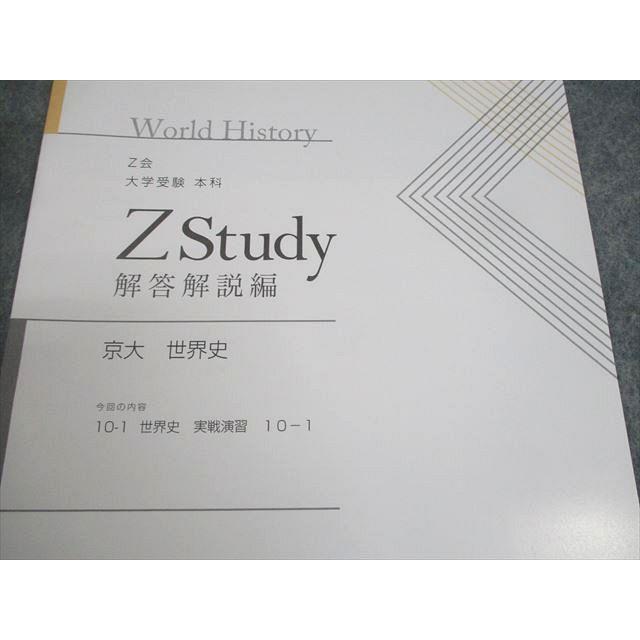 World History
Z会
大学受験 本科
Z Study
解答解説編
京大 世界史
今回の内容
10-1 世界史 実戦演習 10−1